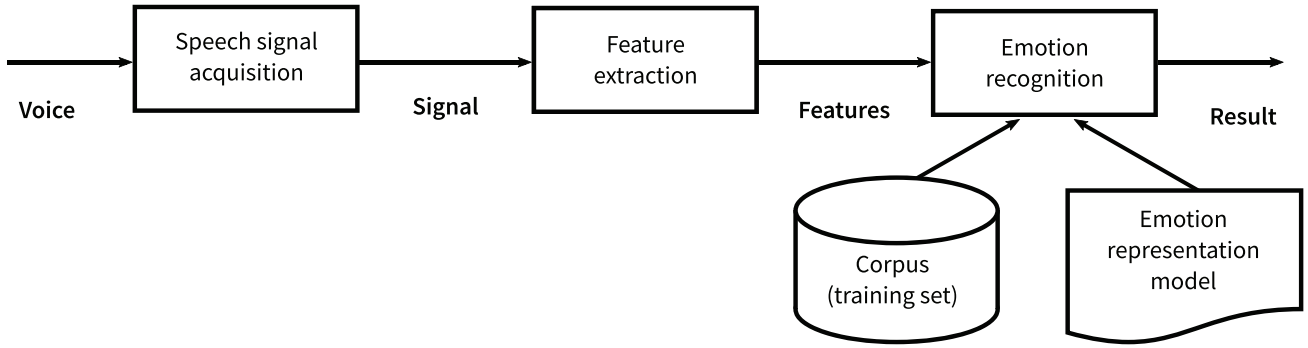 Speech signal
acquisition
Feature
extraction
Emotion
recognition
Voice
Signal
Features
Result
Corpus
(training set)
Emotion
representation
model